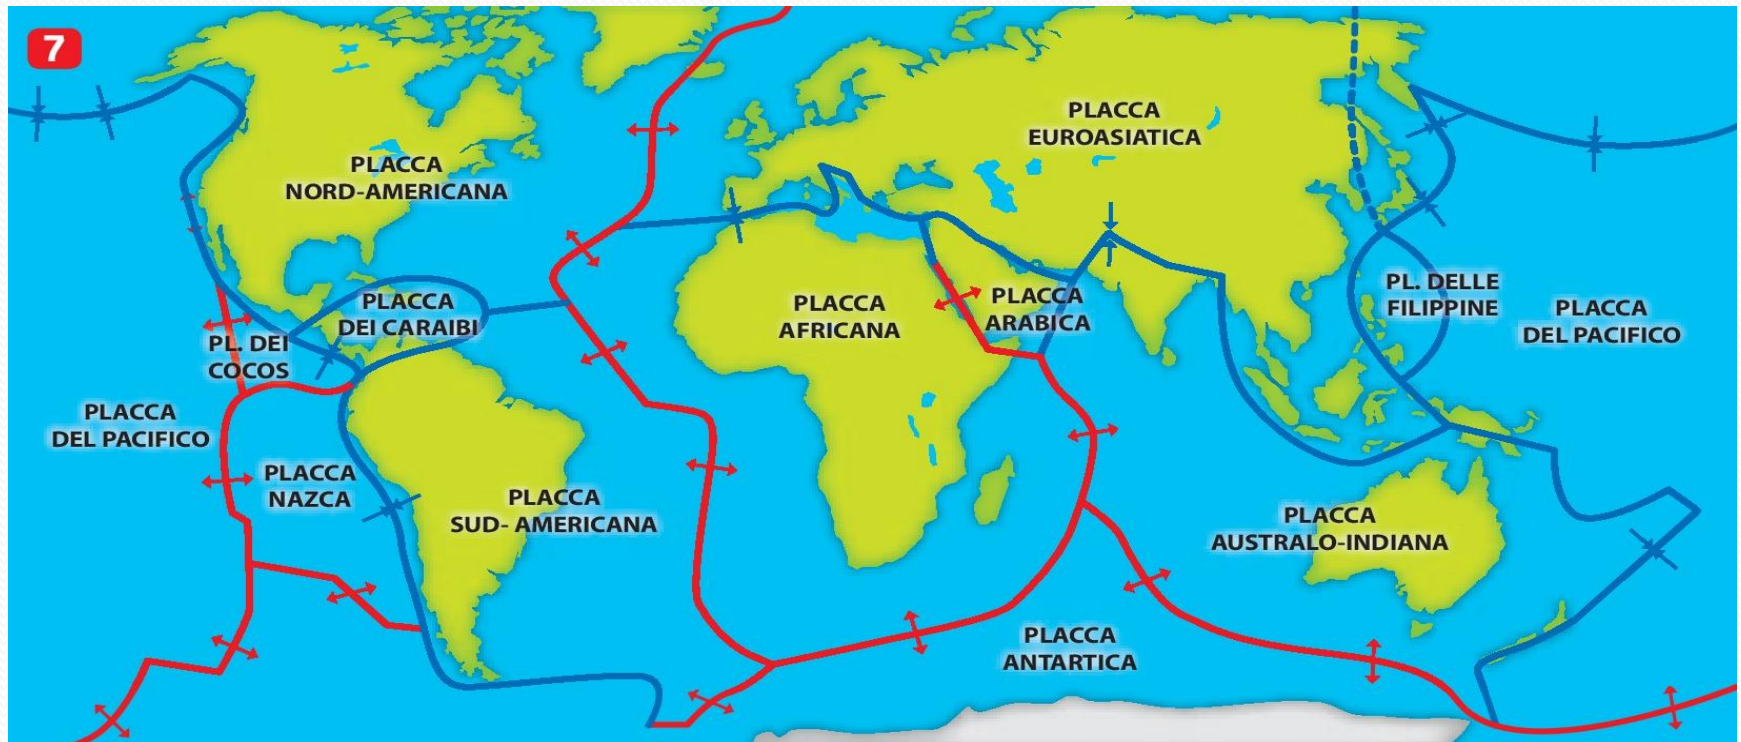 7
PLACCA
EUROASIATICA
PLACCA
NORD-AMERICANA
PLACCA
DEI CARAIBI
PL. DEI
COCOS
PLACCA
AFRICANA
PLACCA
ARABICA
PL. DELLE
FILIPPINE
PLACCA
DEL PACIFICO
PLACCA
DEL PACIFICO
PLACCA
NAZCA
PLACCA
SUD- AMERICANA
PLACCA
AUSTRALO-INDIANA
PLACCA
ANTARTICA